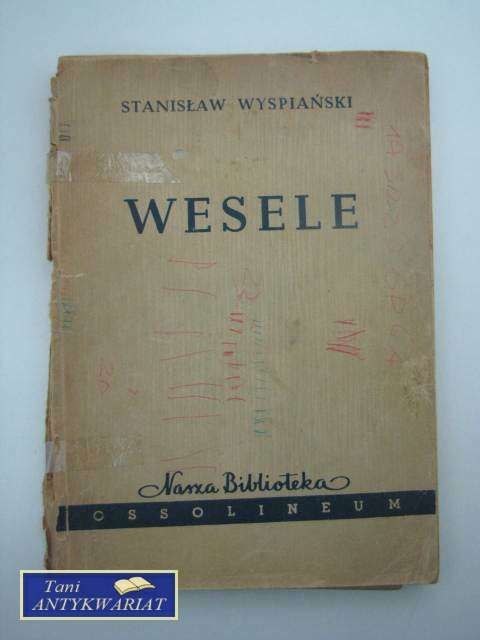 STANISŁAW WYSPIAŃSKI
WESELE
Nasza Biblioteka
OSSOLINEUM
Tani
ANTYKWARIAT